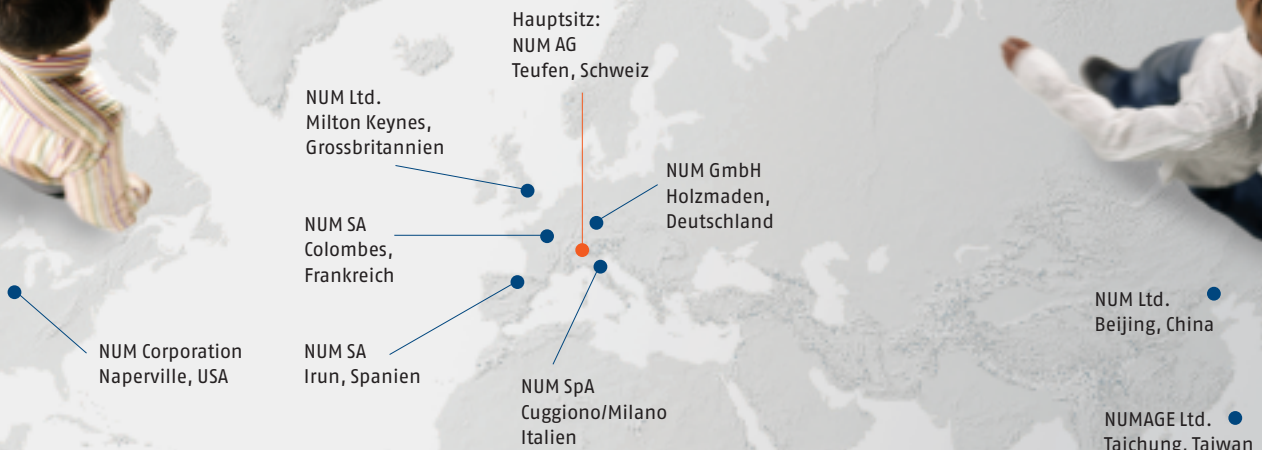 Hauptsitz:
NUM AG
Teufen, Schweiz
NUM Ltd.
Milton Keynes,
Grossbritannien
NUM GmbH
Holzmaden,
Deutschland
NUM SA
Colombes,
Frankreich
NUM Ltd.
Beijing, China
NUM Corporation
Naperville, USA
NUM SA
Irun, Spanien
NUM SpA
Cuggiono/Milano
Italien
NUMAGE Ltd.
Taichung, Taiwan